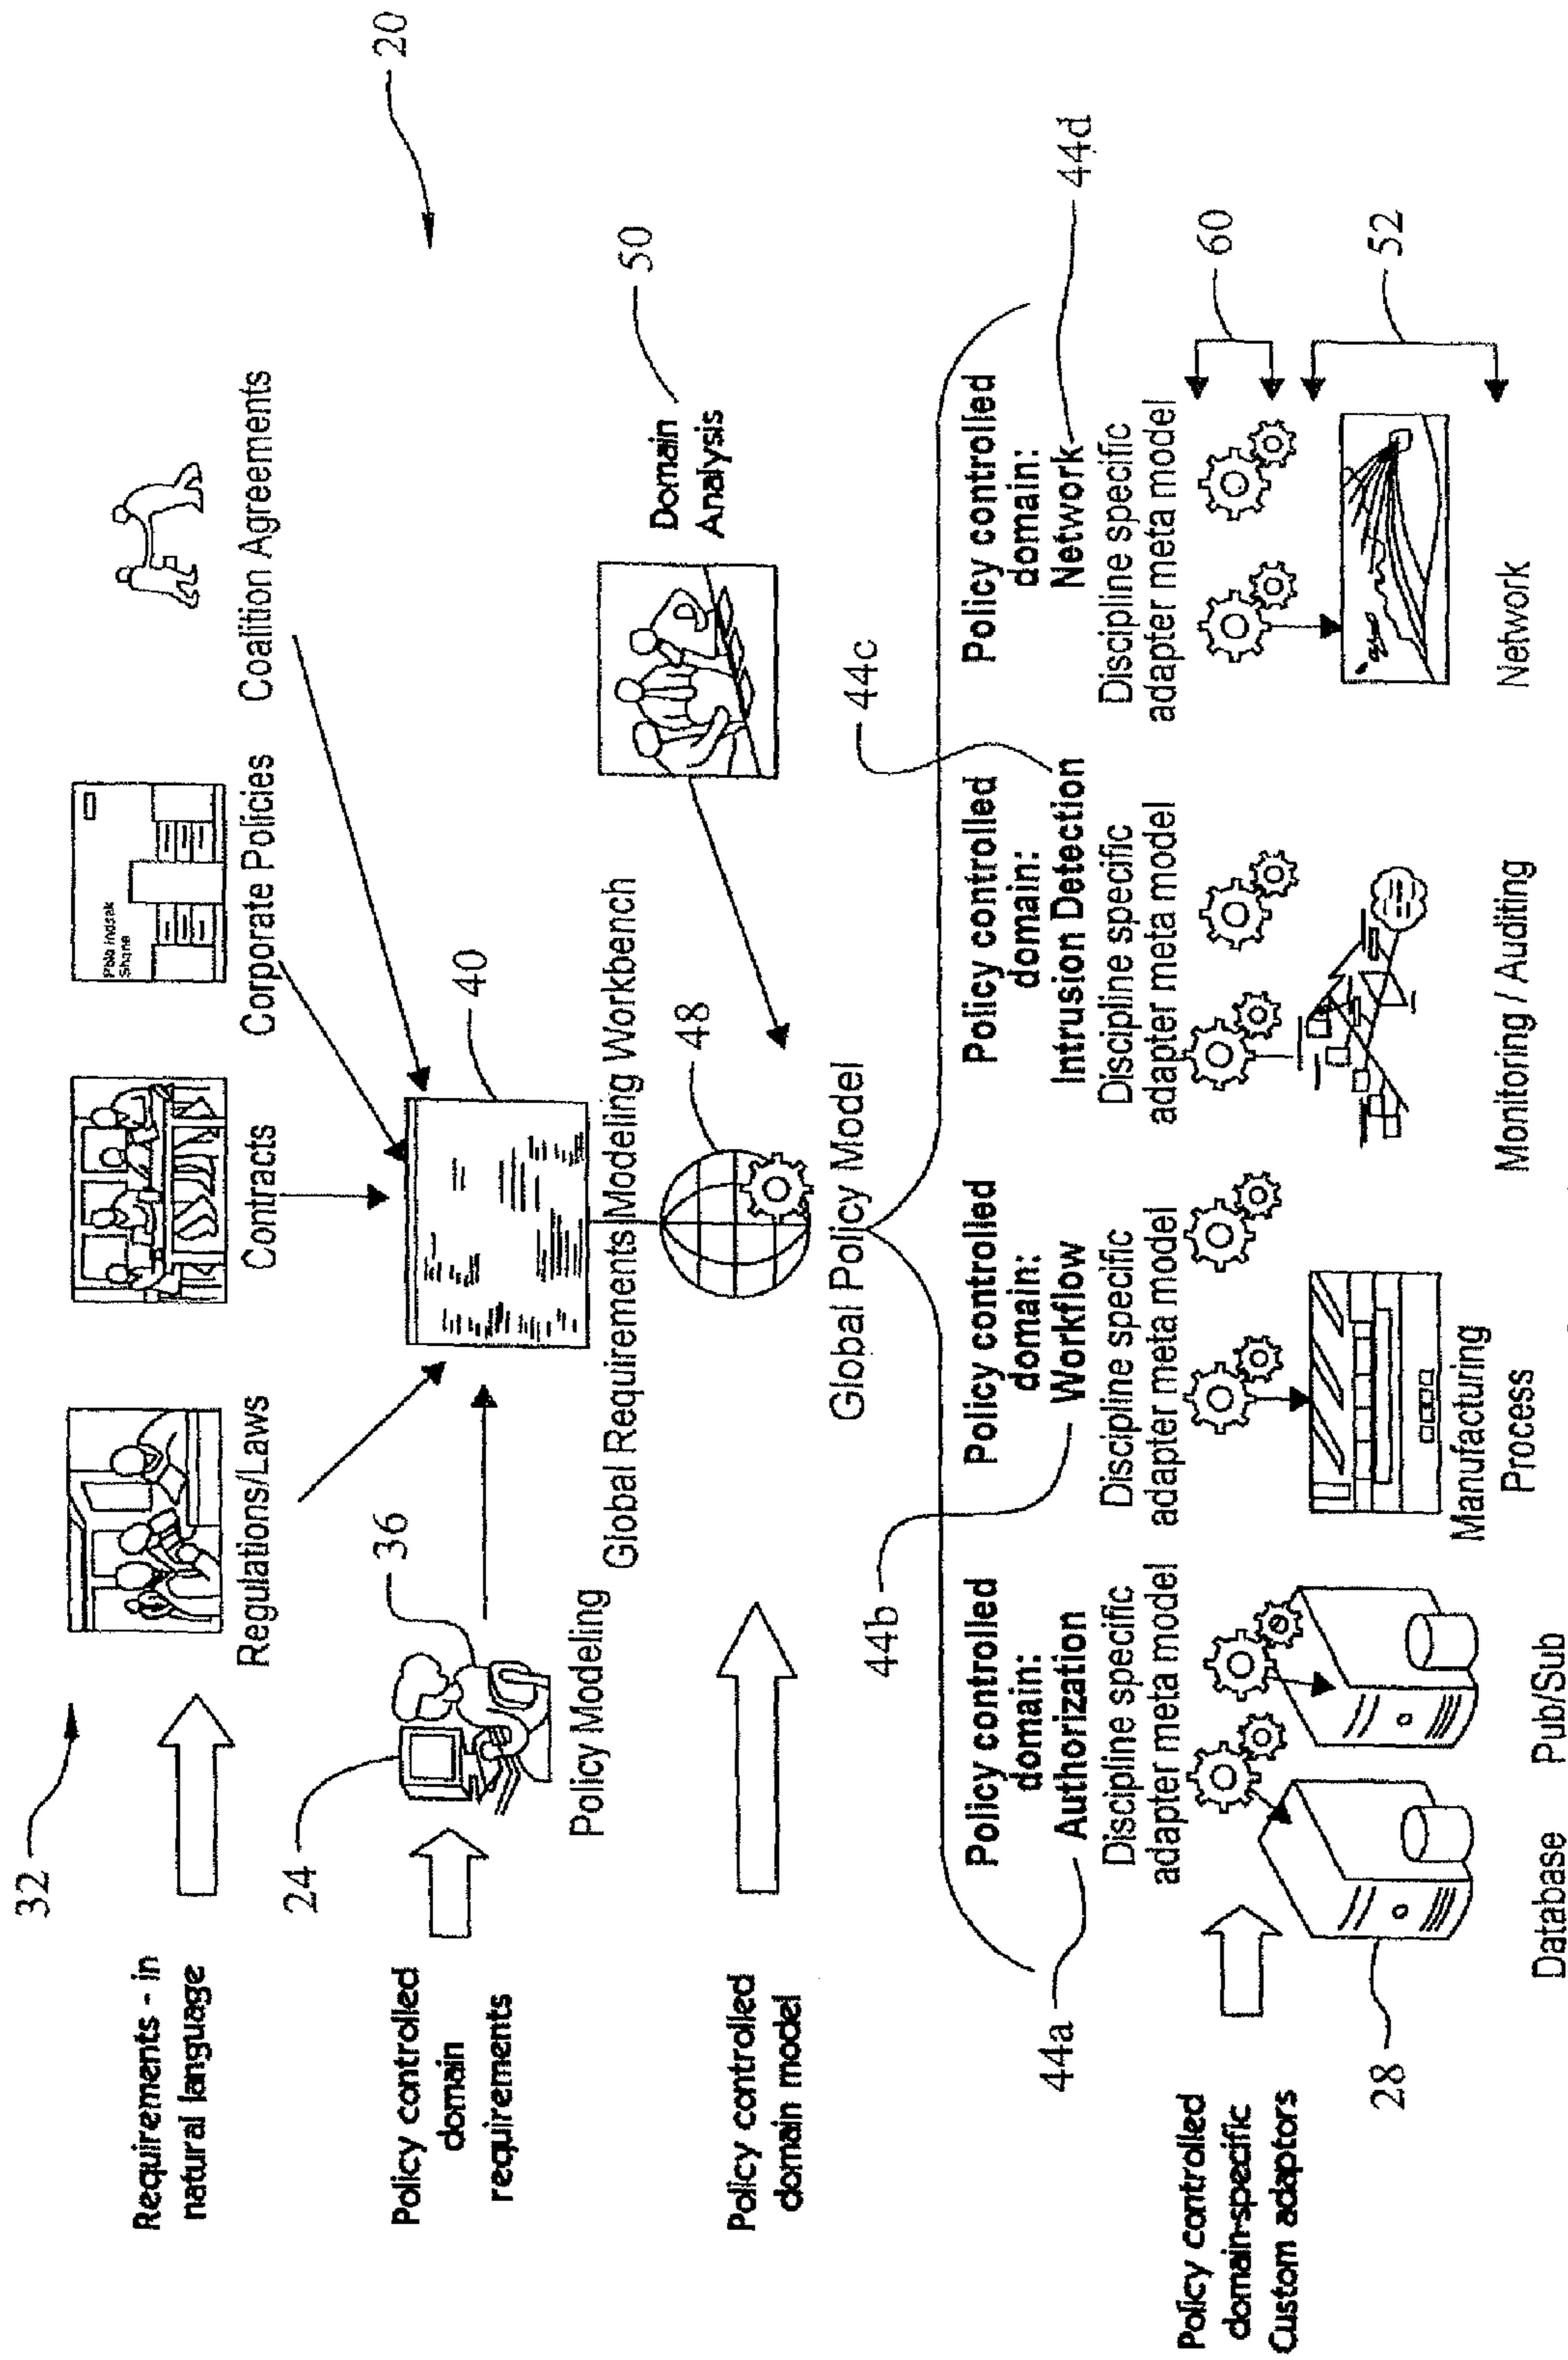 20
32
Requirements - in
natural language
Regulations/Laws
Contracts
Pblo Indsak
Shane
Corporate Policies
Coalition Agreements
Policy controlled
domain
requirements
24
36
Policy Modeling
40
Global Requirements Modeling Workbench
48
50
Domain
Analysis
Policy controlled
domain model
Global Policy Model
44a
44b
44c
44d
Policy controlled
domain:
Authorization
Discipline specific
adapter meta model
Policy controlled
domain:
Workflow
Discipline specific
adapter meta model
Policy controlled
domain:
Intrusion Detection
Discipline specific
adapter meta model
Policy controlled
domain:
Network
Discipline specific
adapter meta model
60
52
Policy controlled
domain-specific
Custom adaptors
28
Database
Pub/Sub
Manufacturing
Process
Monitoring / Auditing
Network